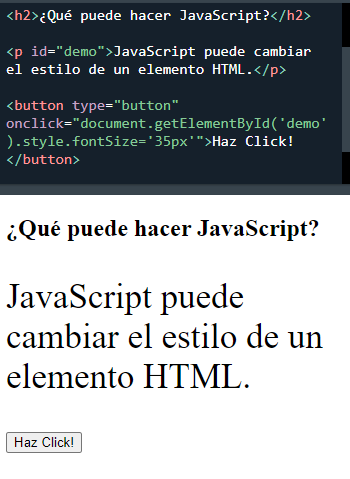 <h2>¿Qué puede hacer JavaScript?</h2>
<p id="demo">JavaScript puede cambiar
el estilo de un elemento HTML.</p>
<button type="button"
onclick="document.getElementById('demo'
).style.fontSize='35px'">Haz Click!
</button>
¿Qué puede hacer JavaScript?
JavaScript puede
cambiar el estilo de un
elemento HTML.
Haz Click!